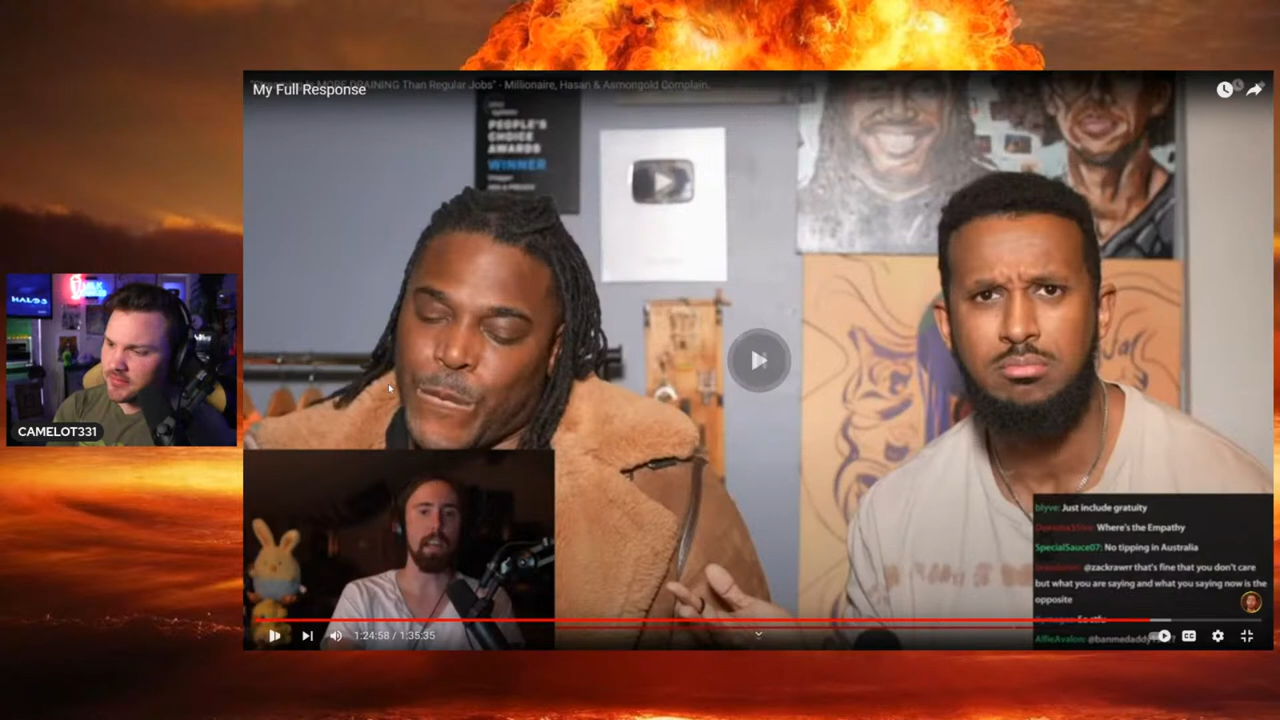 MORE DRAINING Than Regular Jobs" - Millionaire, Hasan & Asmongold Complain.
My Full Response
PEOPLE'S
CHOICE
AWARDS
WINNER
HALO 3
CAMELOT331
blyve: Just include gratuity
Where's the Empathy
SpecialSauce07: No tipping in Australia
@zackrawrr that's fine that you don't care
but what you are saying and what you saying now is the
opposite
AlfieAvalon: @banmedaddy
1:24:58 / 1:35:35
CC